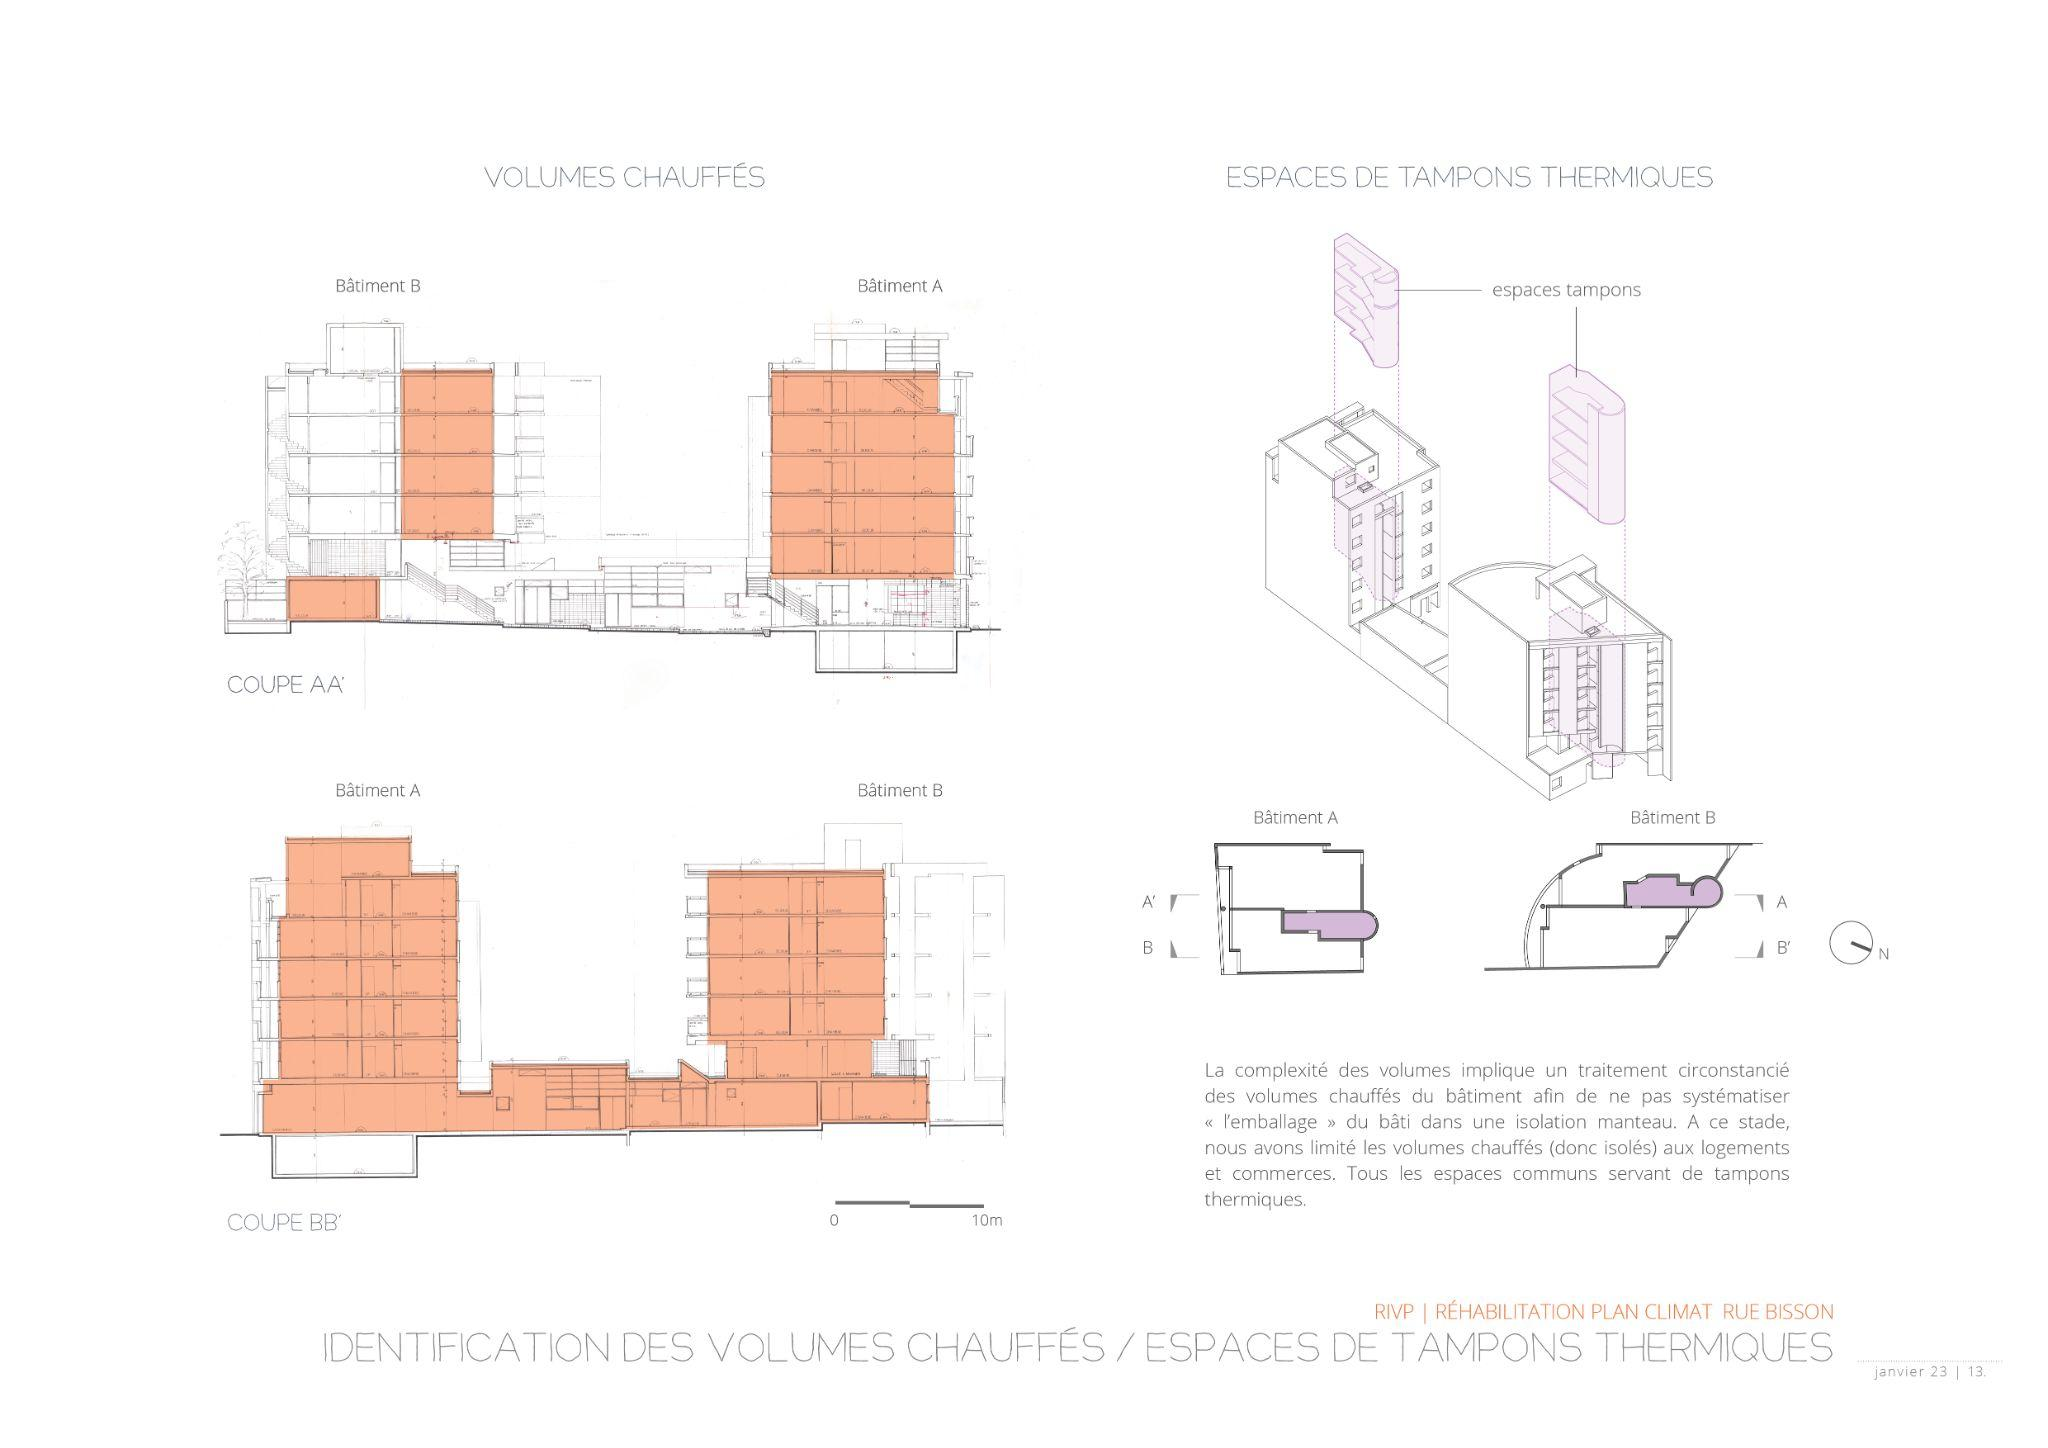 VOLUMES CHAUFFÉS
Bâtiment B
Bâtiment A
COUPE AA'
Bâtiment A
Bâtiment B
COUPE BB'
0
10m
ESPACES DE TAMPONS THERMIQUES
espaces tampons
Bâtiment A
Bâtiment B
A'
B
A
B'
N
La complexité des volumes implique un traitement circonstancié
des volumes chauffés du bâtiment afin de ne pas systématiser
« l'emballage » du bâti dans une isolation manteau. A ce stade,
nous avons limité les volumes chauffés (donc isolés) aux logements
et commerces. Tous les espaces communs servant de tampons
thermiques.
RIVP | RÉHABILITATION PLAN CLIMAT RUE BISSON
IDENTIFICATION DES VOLUMES CHAUFFÉS / ESPACES DE TAMPONS THERMIQUES
janvier 23 | 13.